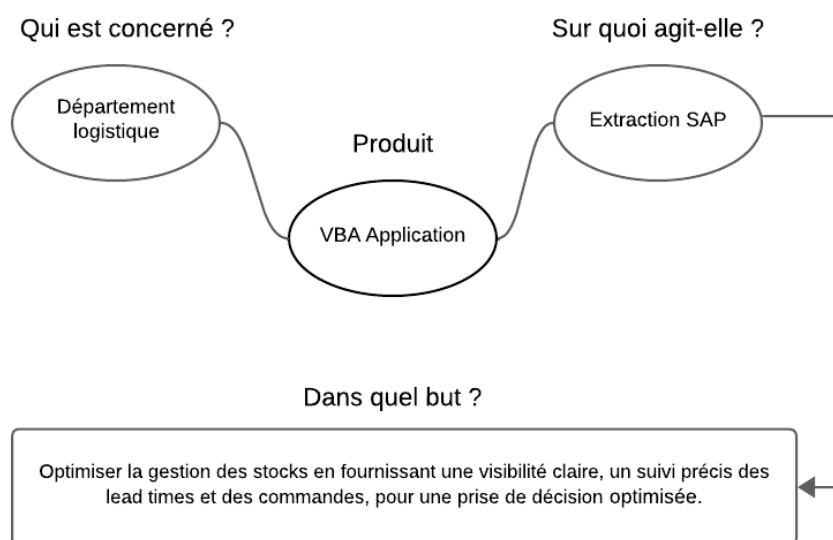 Qui est concerné ?
Sur quoi agit-elle ?
Département
logistique
Extraction SAP
Produit
VBA Application
Dans quel but ?
Optimiser la gestion des stocks en fournissant une visibilité claire, un suivi précis des
lead times et des commandes, pour une prise de décision optimisée.